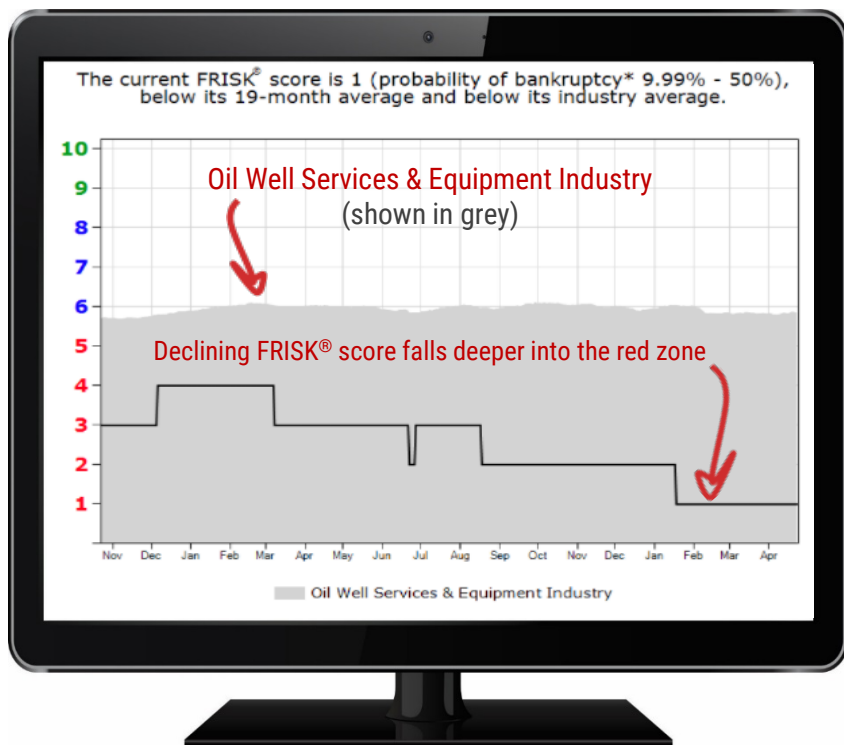 The current FRISK® score is 1 (probability of bankruptcy* 9.99% - 50%),
below its 19-month average and below its industry average.
10
9
Oil Well Services & Equipment Industry
8
(shown in grey)
7
6
5
Declining FRISK® score falls deeper into the red zone
4
3
2
1
Nov Dec Jan Feb Mar Apr May Jun Jul Aug Sep Oct Nov Dec Jan Feb Mar Apr
Oil Well Services & Equipment Industry